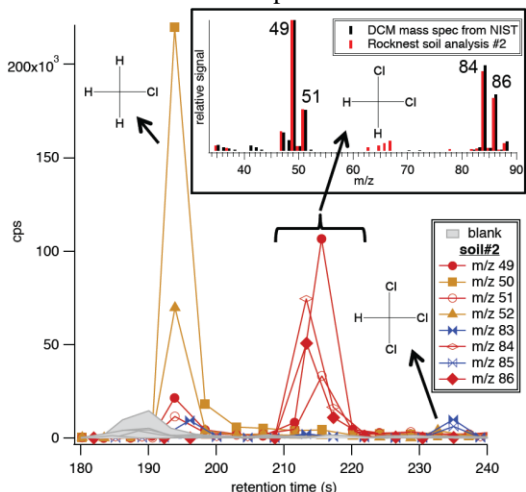 DCM mass spec from NIST
Rocknest soil analysis #2
49
51
84
86
relative signal
40
50
60
70
80
90
m/z
H
H
Cl
H
Cl
H
Cl
H
Cl
H
Cl
Cl
200x10³
150
100
50
0
cps
blank
soil#2
m/z 49
m/z 50
m/z 51
m/z 52
m/z 83
m/z 84
m/z 85
m/z 86
180
190
200
210
220
230
240
retention time (s)